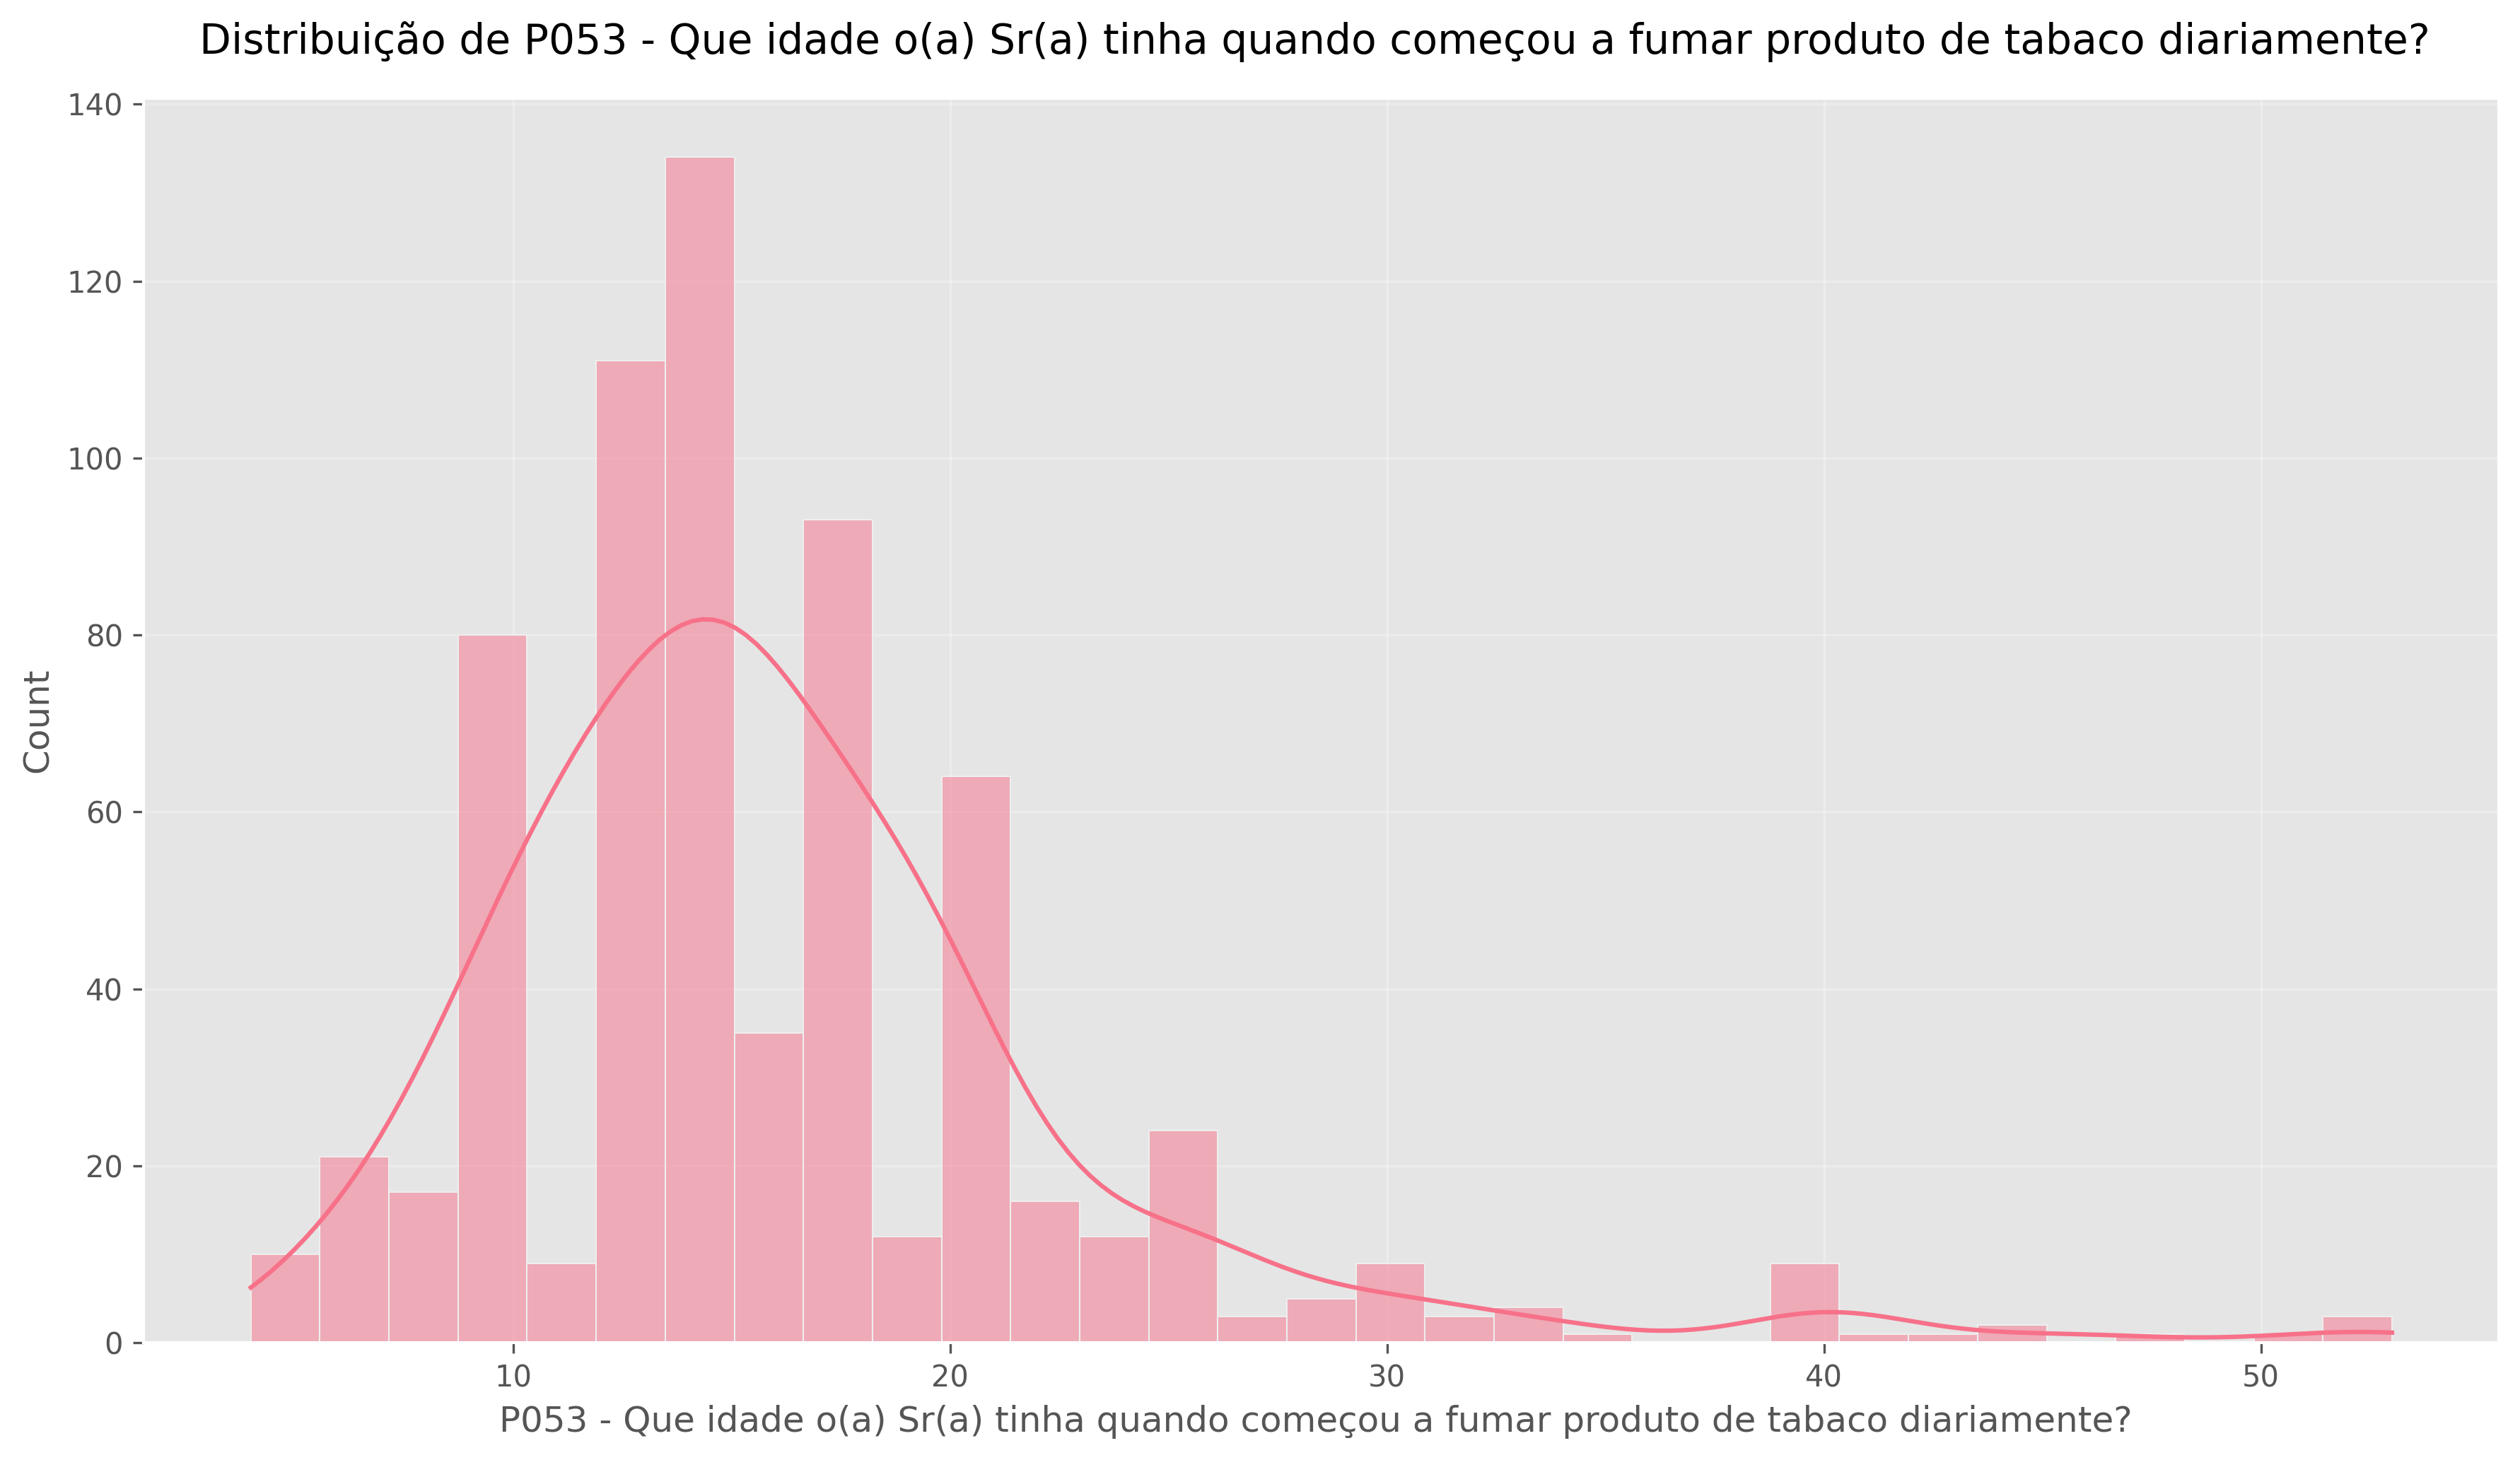 Distribuição de P053 - Que idade o(a) Sr(a) tinha quando começou a fumar produto de tabaco diariamente?
140
120
100
80
60
40
20
0
Count
10 20 30 40 50
P053 - Que idade o(a) Sr(a) tinha quando começou a fumar produto de tabaco diariamente?